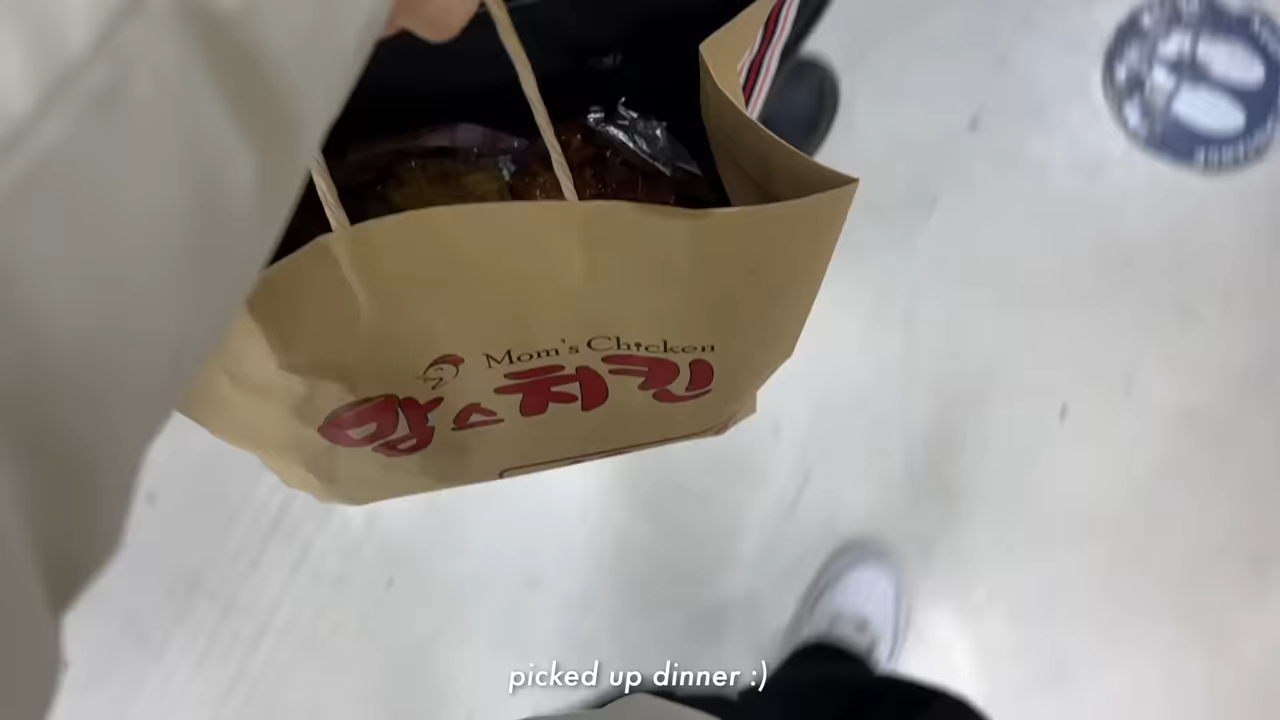 Mom's Chicken
맘스치킨
picked up dinner :)